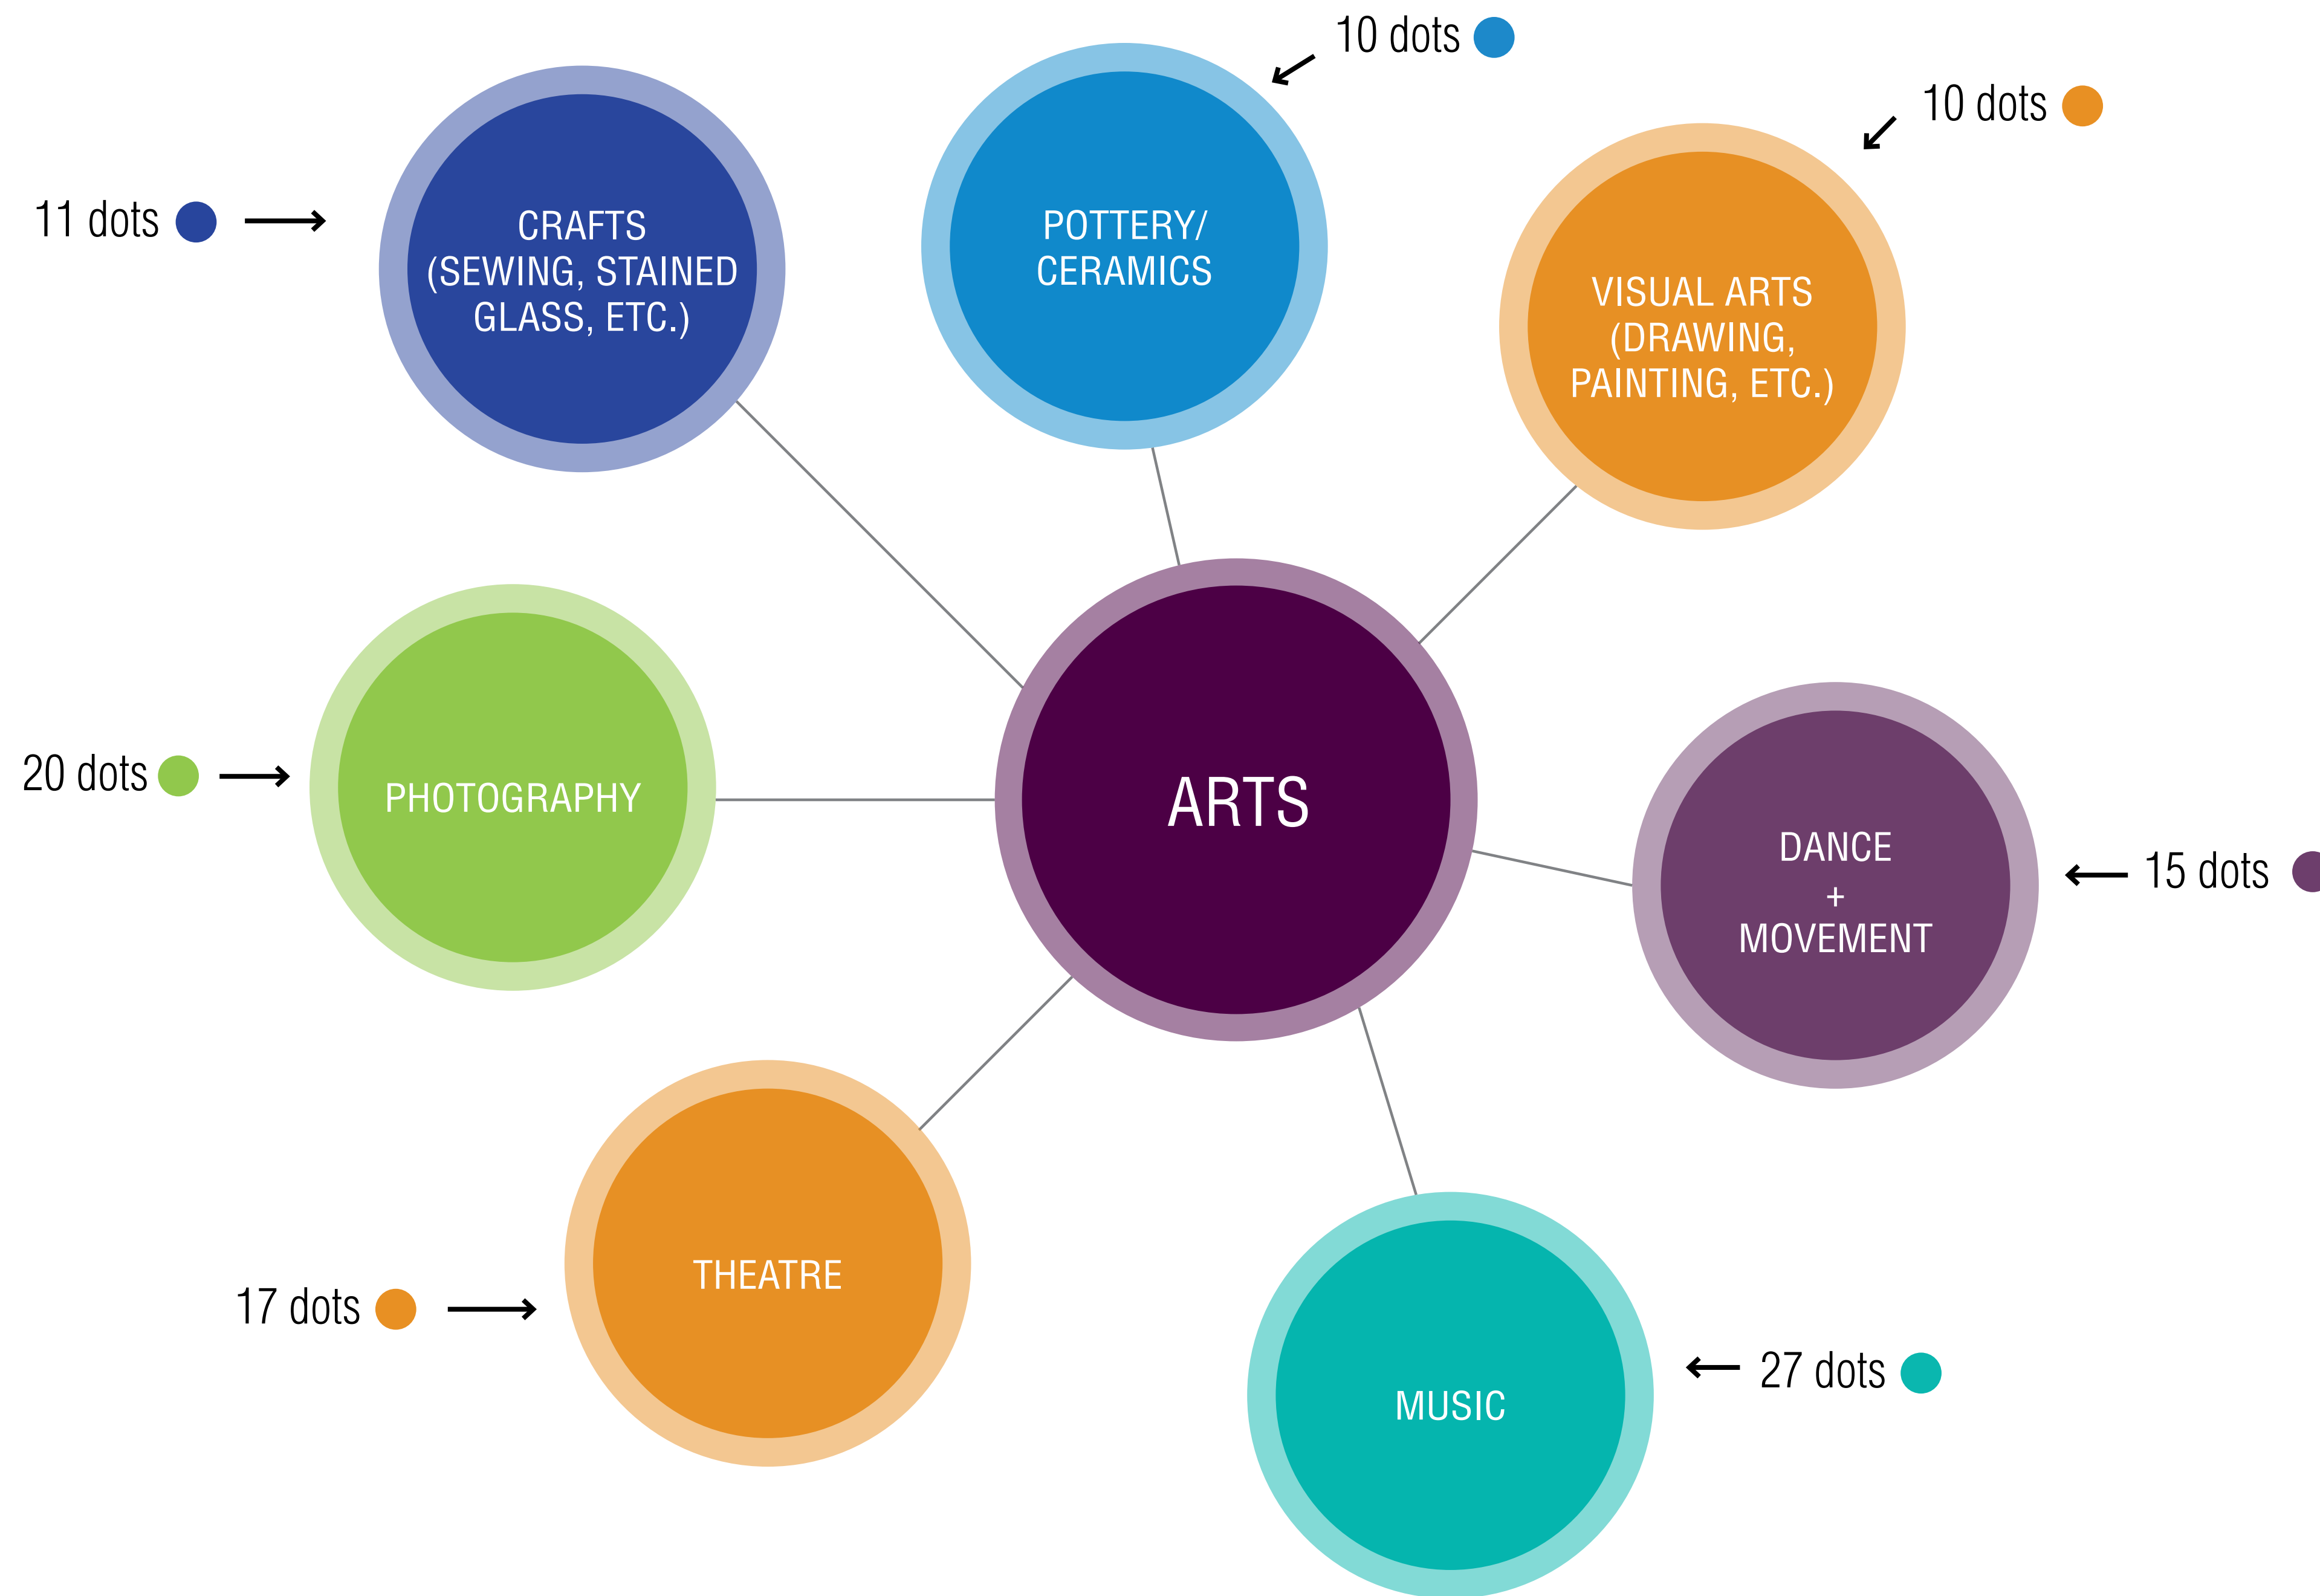 10 dots
10 dots
11 dots
CRAFTS
(SEWING, STAINED
GLASS, ETC.)
POTTERY/
CERAMICS
VISUAL ARTS
(DRAWING,
PAINTING, ETC.)
20 dots
PHOTOGRAPHY
ARTS
DANCE
+
MOVEMENT
15 dots
17 dots
THEATRE
MUSIC
27 dots